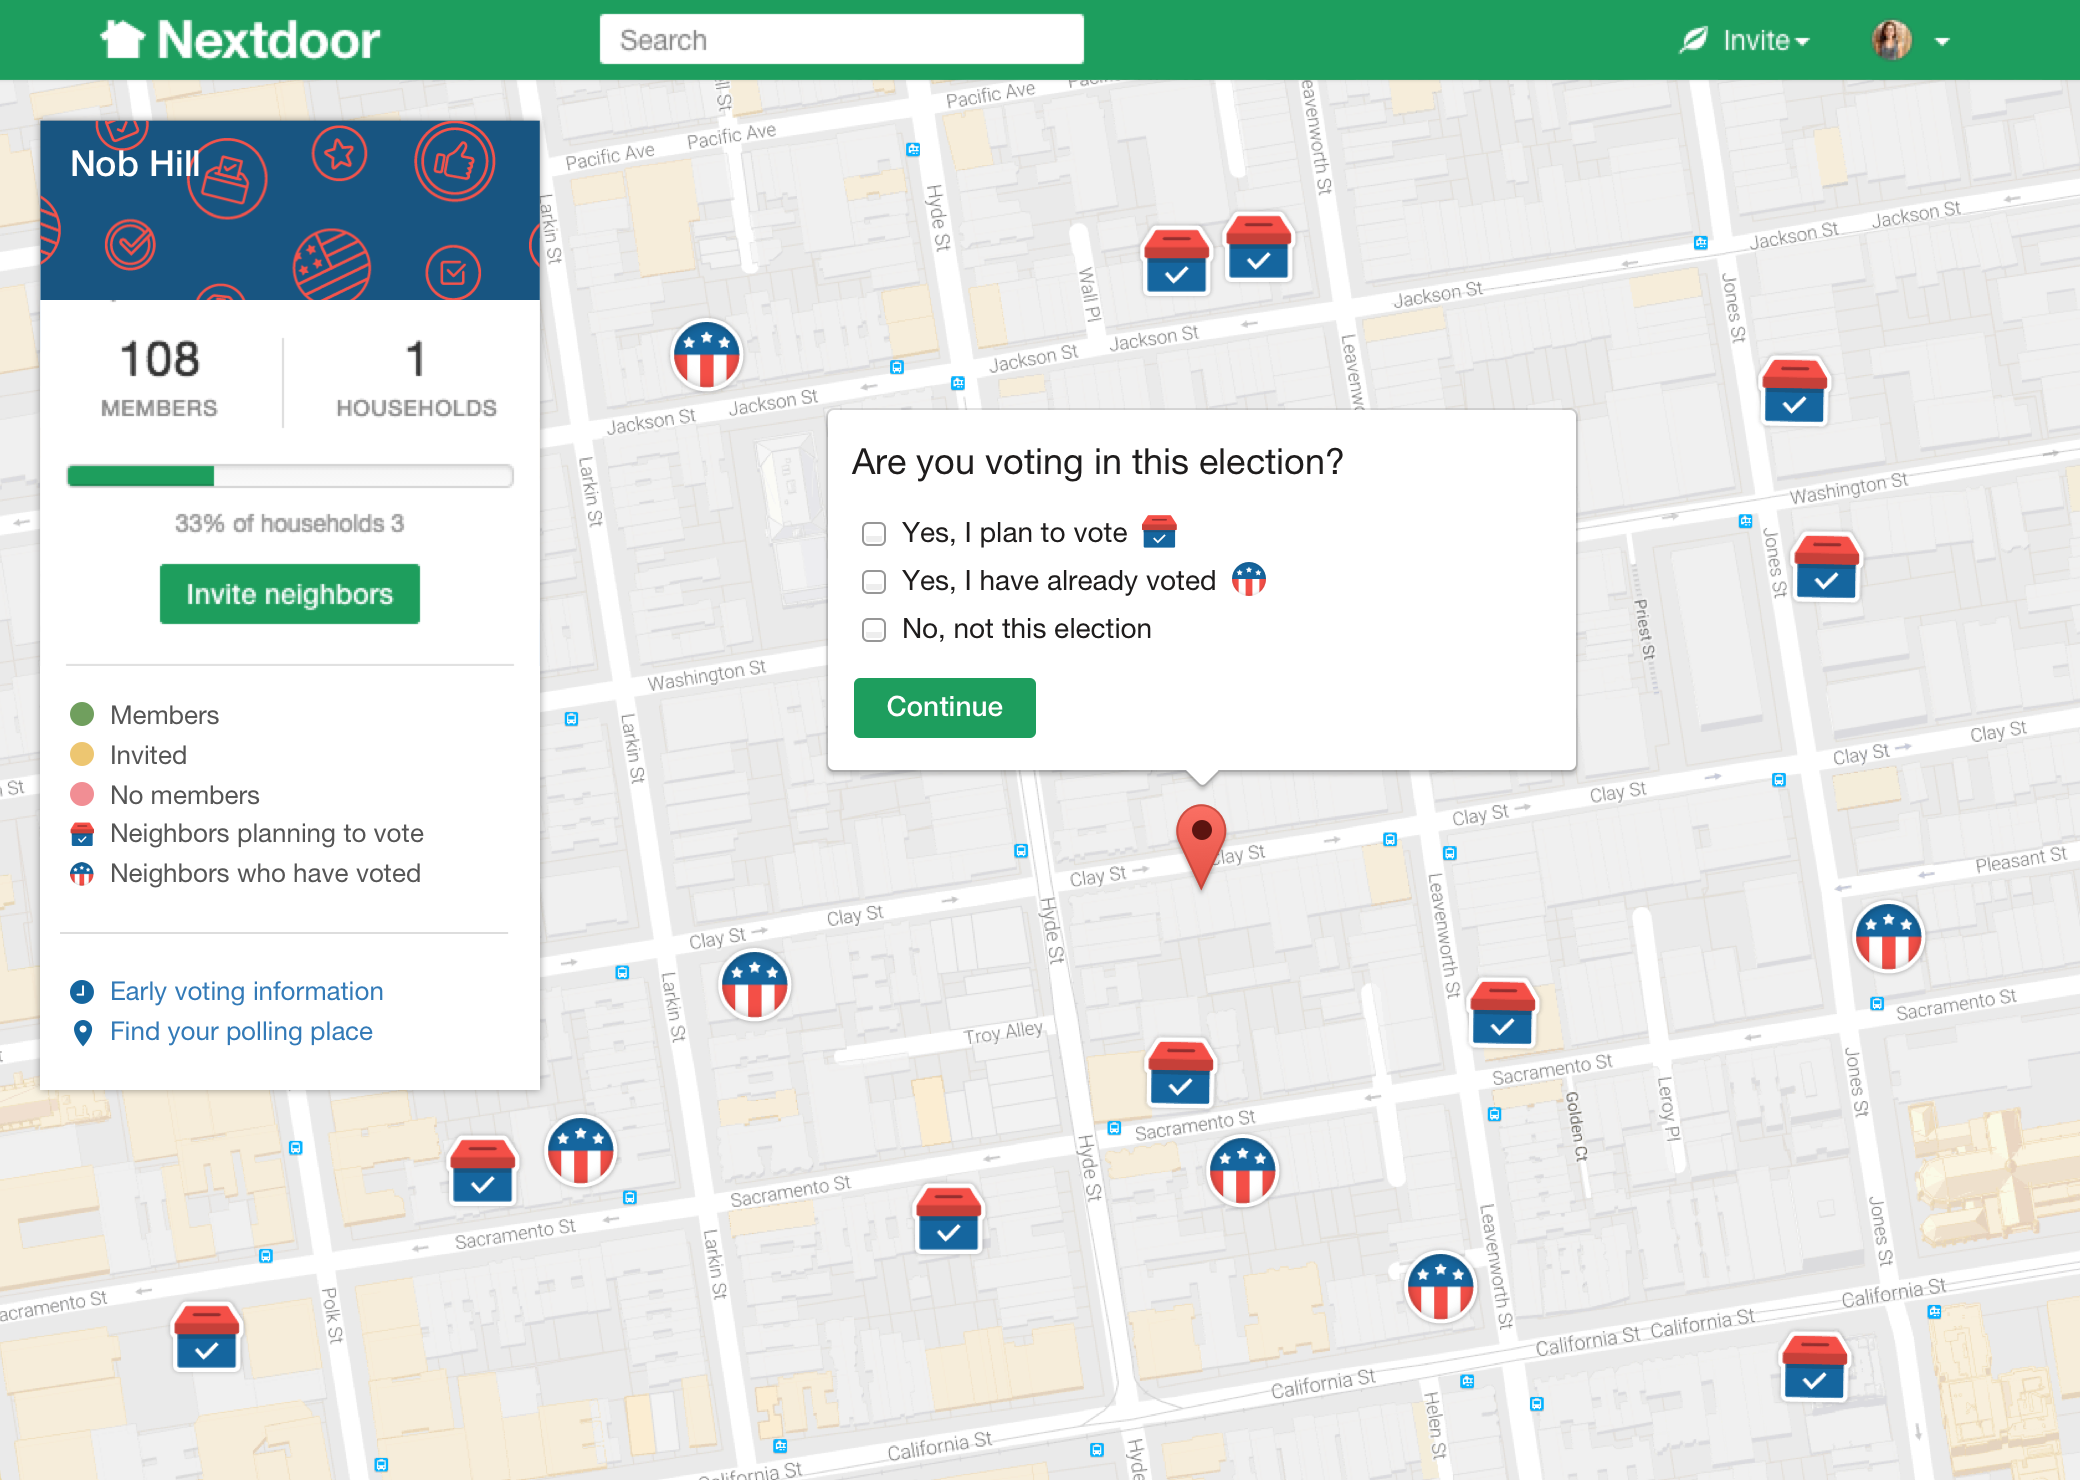 Nextdoor
Search
Invite
Nob Hill
108
MEMBERS
1
HOUSEHOLDS
33% of households 3
Invite neighbors
Members
Invited
No members
Neighbors planning to vote
Neighbors who have voted
Early voting information
Find your polling place
Are you voting in this election?
Yes, I plan to vote
Yes, I have already voted
No, not this election
Continue
Pacific Ave
Pacific Ave
Pacific Ave
Larkin St
Hyde St
Leavenworth St
Wall Pl
Jackson St
Jackson St
Jackson St
Jackson St
Jackson St
Jackson St
Jackson St
Jones St
Larkin St
Washington St
Washington St
Jones St
Priest St
Larkin St
Clay St
Clay St
Clay St
Clay St
Clay St
Clay St
Clay St
Clay St
Pleasant St
Hyde St
Leavenworth St
Larkin St
Troy Alley
Sacramento St
Sacramento St
Sacramento St
Sacramento St
Sacramento St
Golden Ct
Leroy Pl
Jones St
Hyde St
Larkin St
Leavenworth St
Jones St
Polk St
California St
California St
California St
California St
California St
Helen St
Hyde